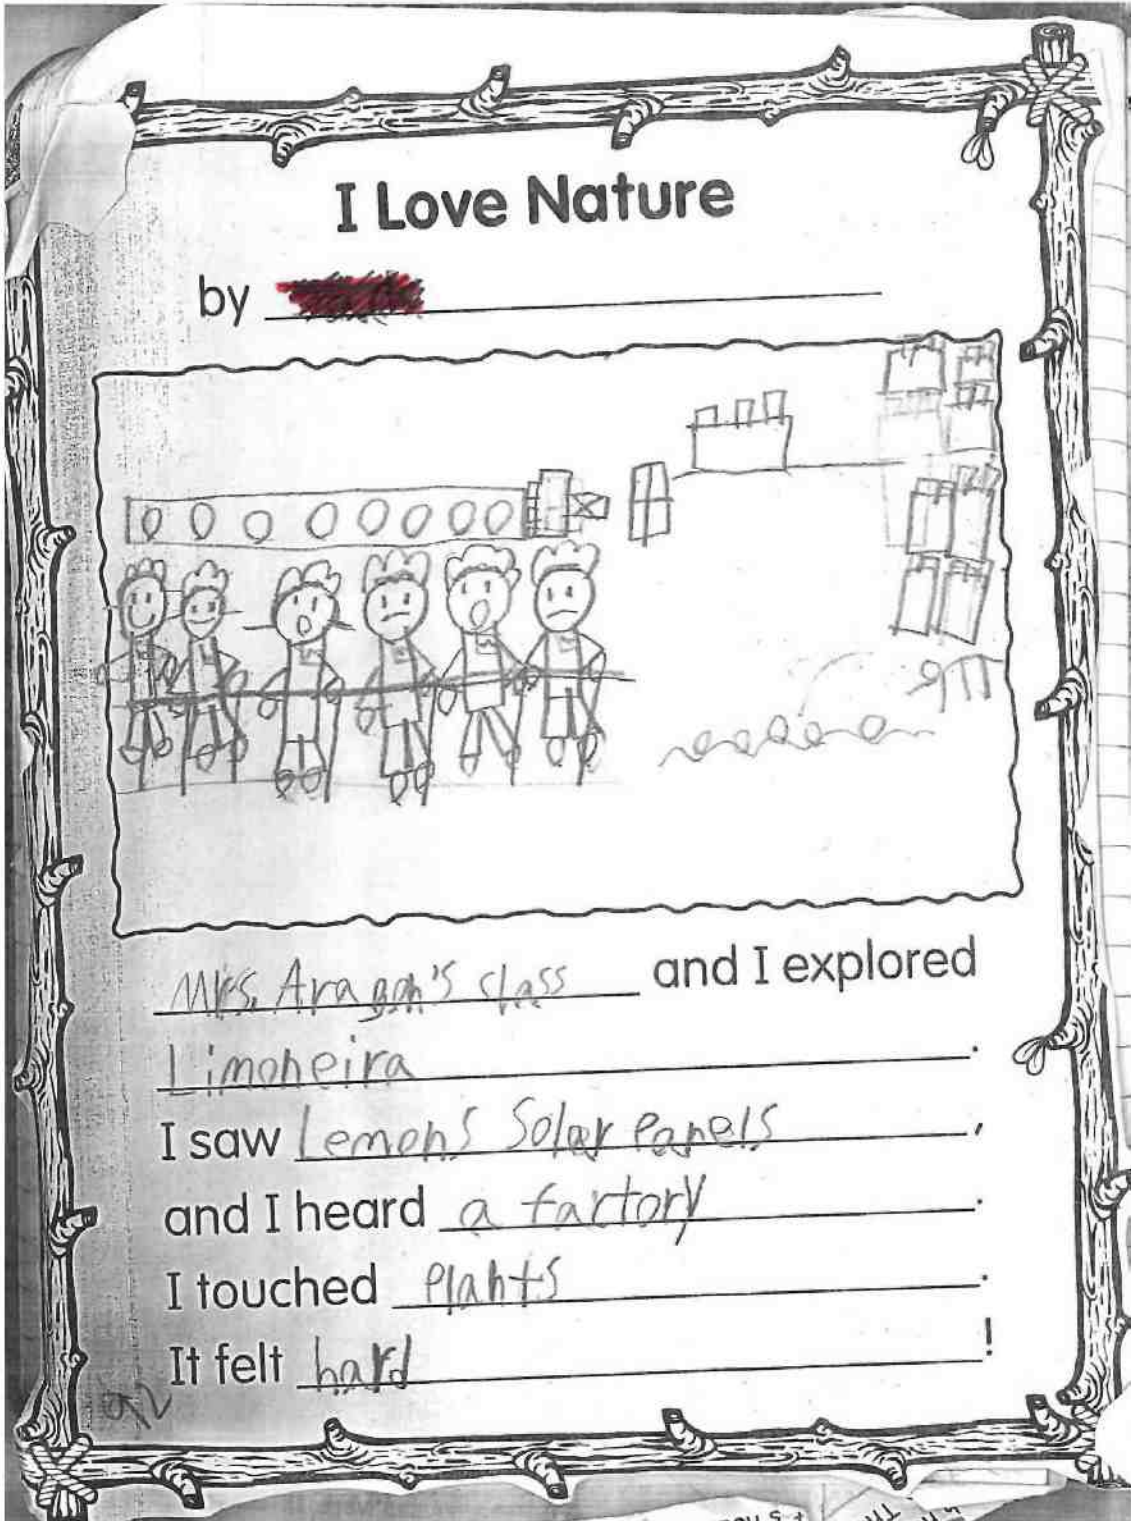 I Love Nature
by
Mrs. Aragon's class and I explored
Limoneira.
I saw Lemons Solar Panels,
and I heard a factory.
I touched Plants.
It felt hard!
92